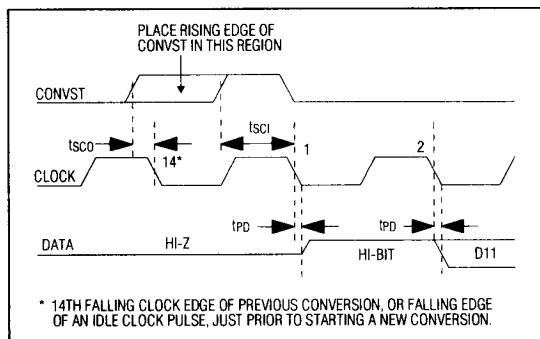 PLACE RISING EDGE OF
CONVST IN THIS REGION
CONVST
tSCO
14*
tSCI
1
2
CLOCK
tPD
tPD
DATA
HI-Z
HI-BIT
D11
* 14TH FALLING CLOCK EDGE OF PREVIOUS CONVERSION, OR FALLING EDGE
OF AN IDLE CLOCK PULSE, JUST PRIOR TO STARTING A NEW CONVERSION.